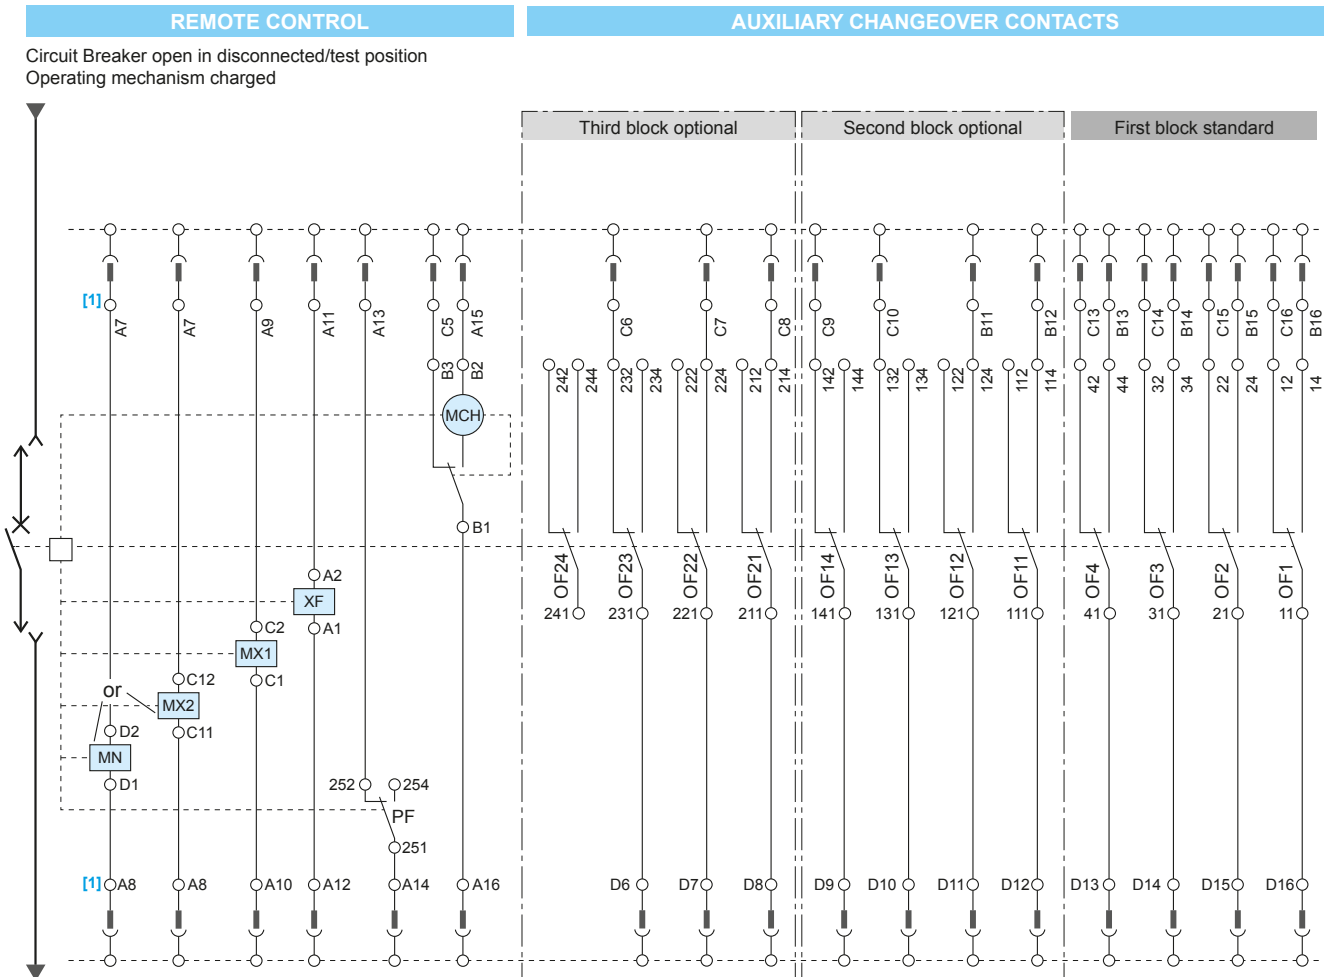 REMOTE CONTROL
AUXILIARY CHANGEOVER CONTACTS
Circuit Breaker open in disconnected/test position
Operating mechanism charged
Third block optional
Second block optional
First block standard
[1]
A7
A7
A9
A11
A13
C5
A15
C6
C7
C8
C9
C10
B11
B12
C13
B13
C14
B14
C15
B15
C16
B16
B3
B2
242
244
232
234
222
224
212
214
142
144
132
134
122
124
112
114
42
44
32
34
22
24
12
14
MCH
B1
OF24
OF23
OF22
OF21
OF14
OF13
OF12
OF11
OF4
OF3
OF2
OF1
A2
XF
A1
241
231
221
211
141
131
121
111
41
31
21
11
C2
MX1
C1
C12
or
MX2
C11
D2
MN
D1
252
254
PF
251
[1]
A8
A8
A10
A12
A14
A16
D6
D7
D8
D9
D10
D11
D12
D13
D14
D15
D16